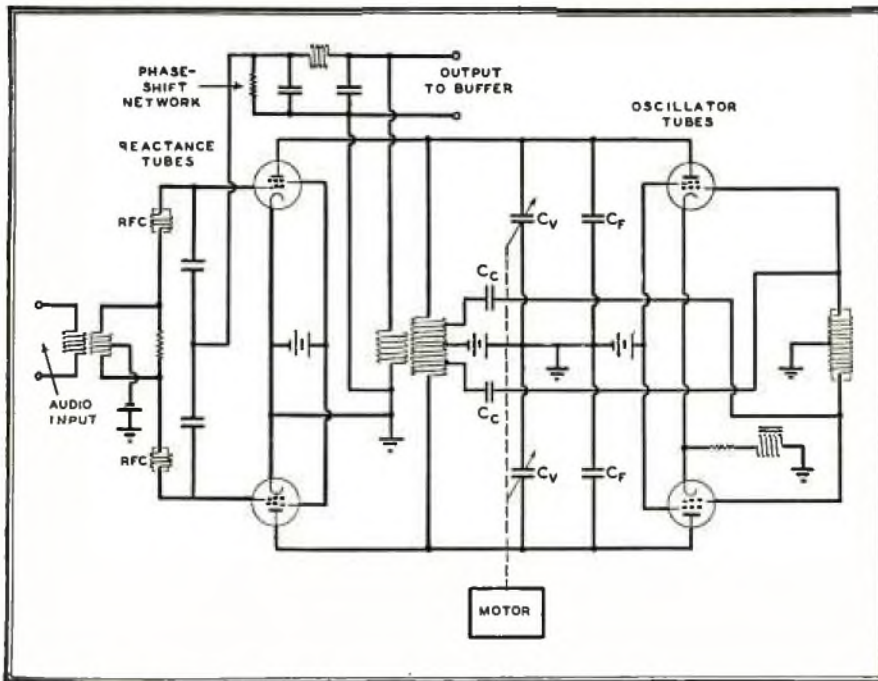 PHASE-
SHIFT
NETWORK
OUTPUT
TO BUFFER
OSCILLATOR
TUBES
REACTANCE
TUBES
RFC
CV
CF
CC
AUDIO
INPUT
CC
RFC
CV
CF
MOTOR